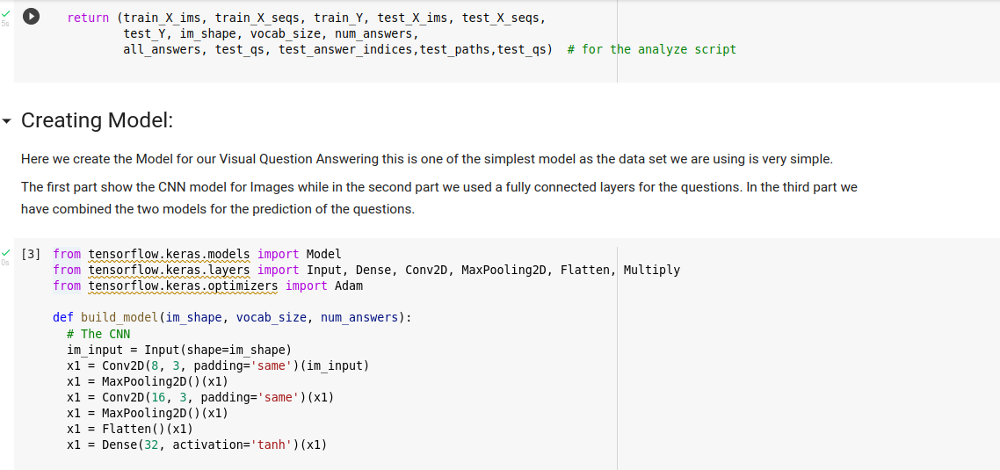 return (train_X_ims, train_X_seqs, train_Y, test_X_ims, test_X_seqs,
test_Y, im_shape, vocab_size, num_answers,
all_answers, test_qs, test_answer_indices,test_paths,test_qs)  # for the analyze script
5s
Creating Model:
Here we create the Model for our Visual Question Answering this is one of the simplest model as the data set we are using is very simple.
The first part show the CNN model for Images while in the second part we used a fully connected layers for the questions. In the third part we
have combined the two models for the prediction of the questions.
0s
[3] from tensorflow.keras.models import Model
from tensorflow.keras.layers import Input, Dense, Conv2D, MaxPooling2D, Flatten, Multiply
from tensorflow.keras.optimizers import Adam
def build_model(im_shape, vocab_size, num_answers):
# The CNN
im_input = Input(shape=im_shape)
x1 = Conv2D(8, 3, padding='same')(im_input)
x1 = MaxPooling2D()(x1)
x1 = Conv2D(16, 3, padding='same')(x1)
x1 = MaxPooling2D()(x1)
x1 = Flatten()(x1)
x1 = Dense(32, activation='tanh')(x1)